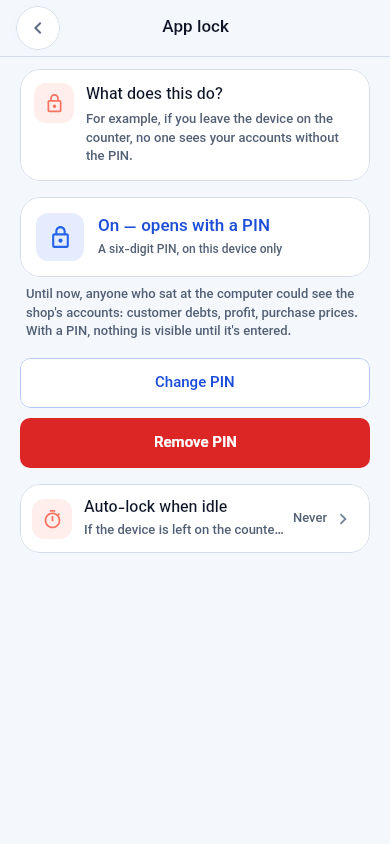 App lock
What does this do?
For example, if you leave the device on the
counter, no one sees your accounts without
the PIN.
On — opens with a PIN
A six-digit PIN, on this device only
Until now, anyone who sat at the computer could see the
shop's accounts: customer debts, profit, purchase prices.
With a PIN, nothing is visible until it's entered.
Change PIN
Remove PIN
Auto-lock when idle
If the device is left on the counte…
Never